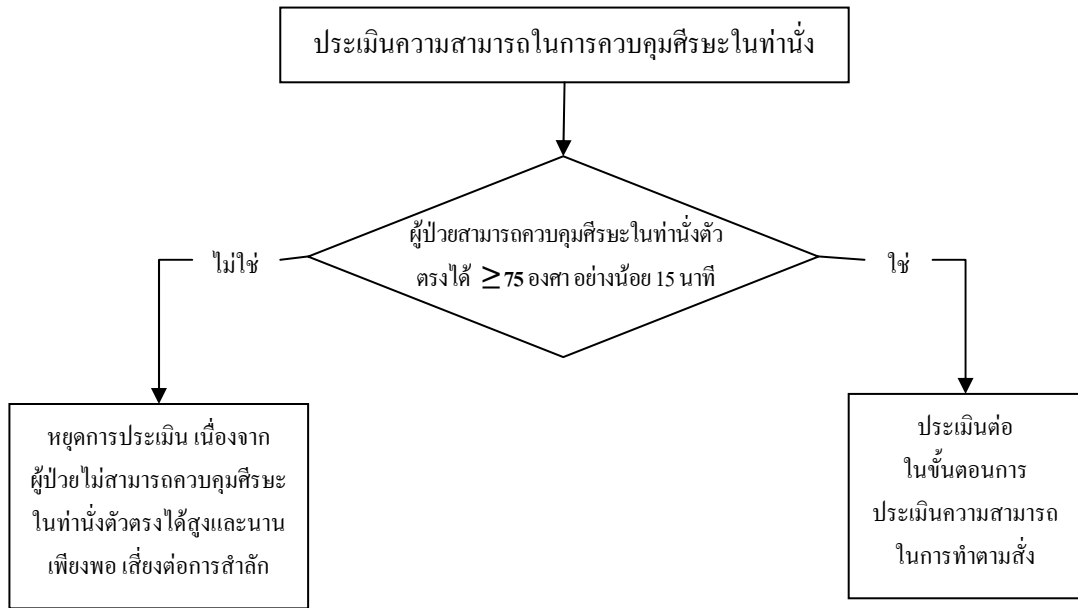 ประเมินความสามารถในการควบคุมศีรษะในท่านั่ง
ผู้ป่วยสามารถควบคุมศีรษะในท่านั่งตัว
ตรงได้ ≥ 75 องศา อย่างน้อย 15 นาที
ไม่ใช่
ใช่
หยุดการประเมิน เนื่องจาก
ผู้ป่วยไม่สามารถควบคุมศีรษะ
ในท่านั่งตัวตรงได้สูงและนาน
เพียงพอ เสี่ยงต่อการสำลัก
ประเมินต่อ
ในขั้นตอนการ
ประเมินความสามารถ
ในการทำตามสั่ง